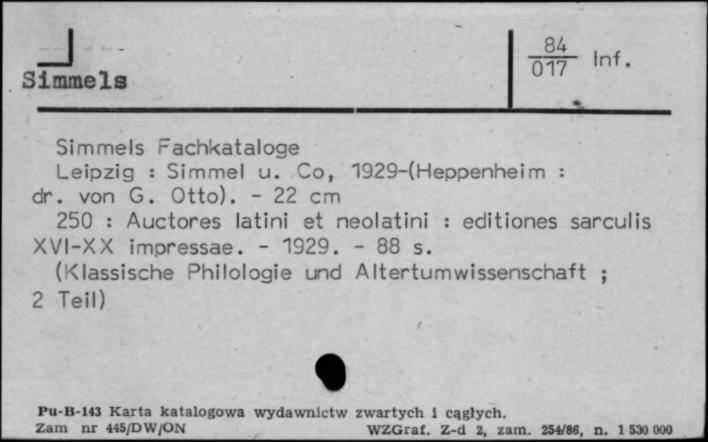 Simmels
84
017 Inf.
Simmels Fachkataloge
Leipzig : Simmel u. Co, 1929-(Heppenheim :
dr. von G. Otto). - 22 cm
250 : Auctores latini et neolatini : editiones sarculis
XVI-XX impressae. - 1929. - 88 s.
(Klassische Philologie und Altertumwissenschaft ;
2 Teil)
Pu-B-143 Karta katalogowa wydawnictw zwartych i cągłych.
Zam nr 445/DW/ON WZGraf. Z-d 2, zam. 254/86, n. 1 530 000